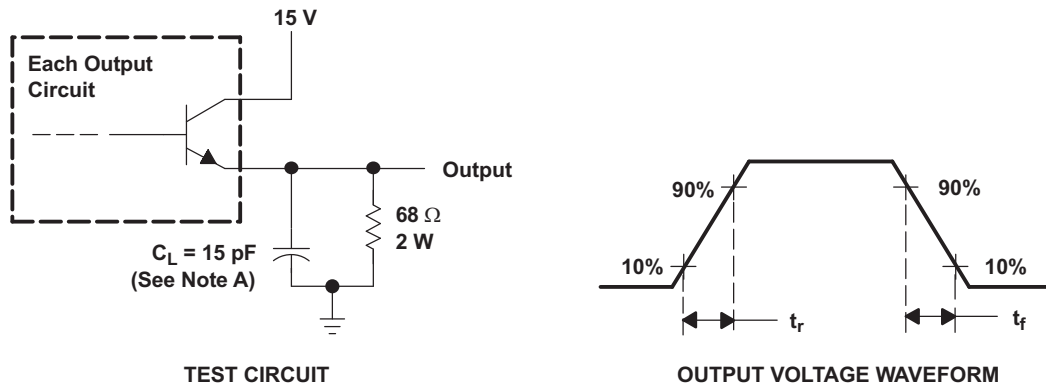 15 V
Each Output
Circuit
Output
68 Ω
2 W
C_L = 15 pF
(See Note A)
TEST CIRCUIT
90%
90%
10%
10%
t_r
t_f
OUTPUT VOLTAGE WAVEFORM